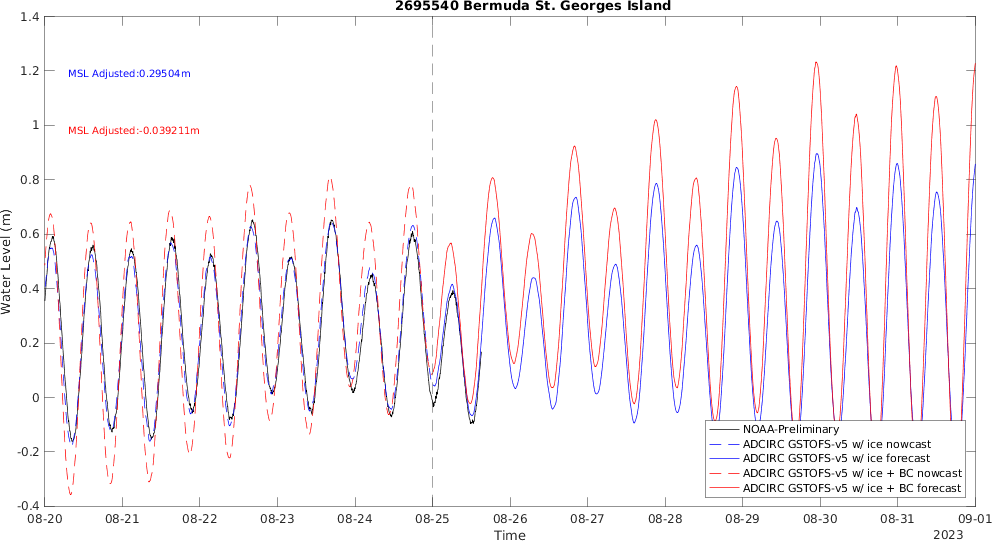 2695540 Bermuda St. Georges Island
1.4
1.2
1
0.8
0.6
0.4
0.2
0
-0.2
-0.4
Water Level (m)
MSL Adjusted:0.29504m
MSL Adjusted:-0.039211m
NOAA-Preliminary
ADCIRC GSTOFS-v5 w/ ice nowcast
ADCIRC GSTOFS-v5 w/ ice forecast
ADCIRC GSTOFS-v5 w/ ice + BC nowcast
ADCIRC GSTOFS-v5 w/ ice + BC forecast
08-20 08-21 08-22 08-23 08-24 08-25 08-26 08-27 08-28 08-29 08-30 08-31 09-01
Time
2023